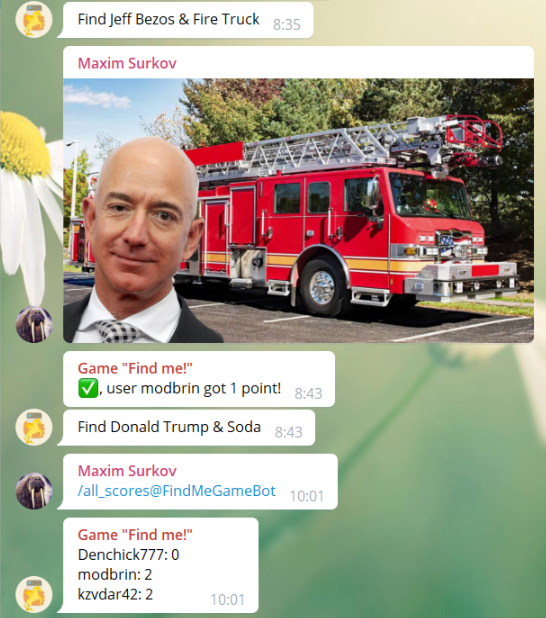 Find Jeff Bezos & Fire Truck 8:35
Maxim Surkov
Game "Find me!"
✅, user modbrin got 1 point! 8:43
Find Donald Trump & Soda 8:43
Maxim Surkov
/all_scores@FindMeGameBot 10:01
Game "Find me!"
Denchick777: 0
modbrin: 2
kzvdar42: 2 10:01